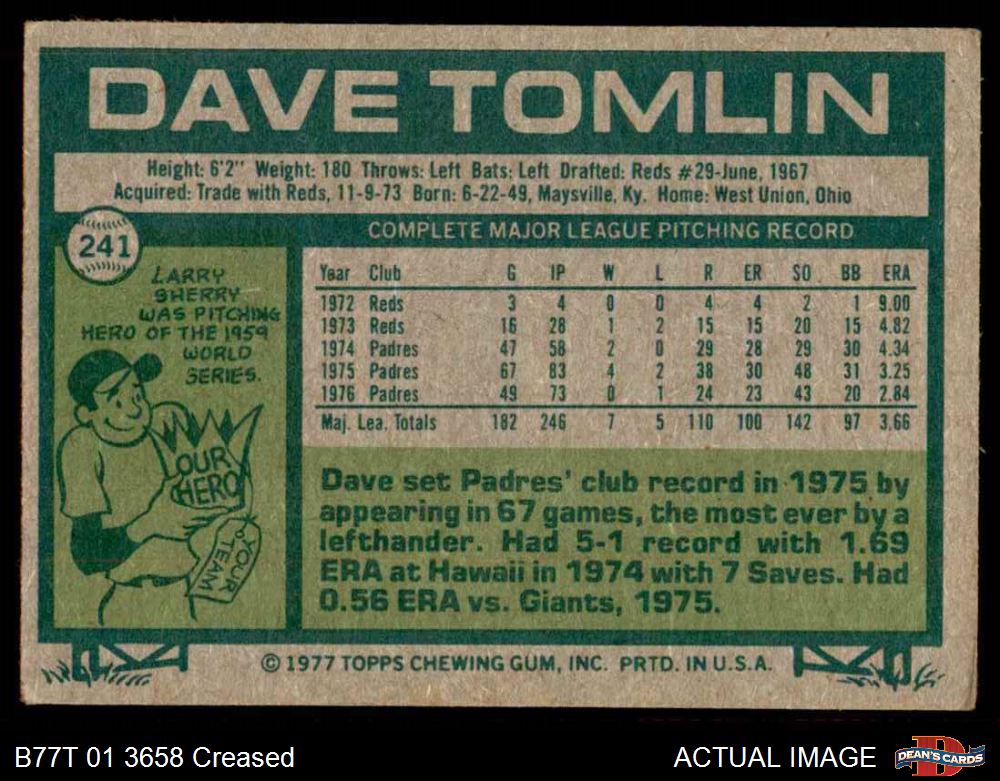 DAVE TOMLIN
Height: 6'2" Weight: 180 Throws: Left Bats: Left Drafted: Reds #29-June, 1967
Acquired: Trade with Reds, 11-9-73 Born: 6-22-49, Maysville, Ky. Home: West Union, Ohio
241
LARRY
SHERRY
WAS PITCHING
HERO OF THE 1959
WORLD
SERIES.
OUR
HERO
YOUR
TEAM
COMPLETE MAJOR LEAGUE PITCHING RECORD
Year Club G IP W L R ER SO BB ERA
1972 Reds 3 4 0 0 4 4 2 1 9.00
1973 Reds 16 28 1 2 15 15 20 15 4.82
1974 Padres 47 58 2 0 29 28 29 30 4.34
1975 Padres 67 83 4 2 38 30 48 31 3.25
1976 Padres 49 73 0 1 24 23 43 20 2.84
Maj. Lea. Totals 182 246 7 5 110 100 142 97 3.66
Dave set Padres' club record in 1975 by
appearing in 67 games, the most ever by a
lefthander. Had 5-1 record with 1.69
ERA at Hawaii in 1974 with 7 Saves. Had
0.56 ERA vs. Giants, 1975.
© 1977 TOPPS CHEWING GUM, INC. PRTD. IN U.S.A.
B77T 01 3658 Creased
ACTUAL IMAGE
D
DEAN'S CARDS